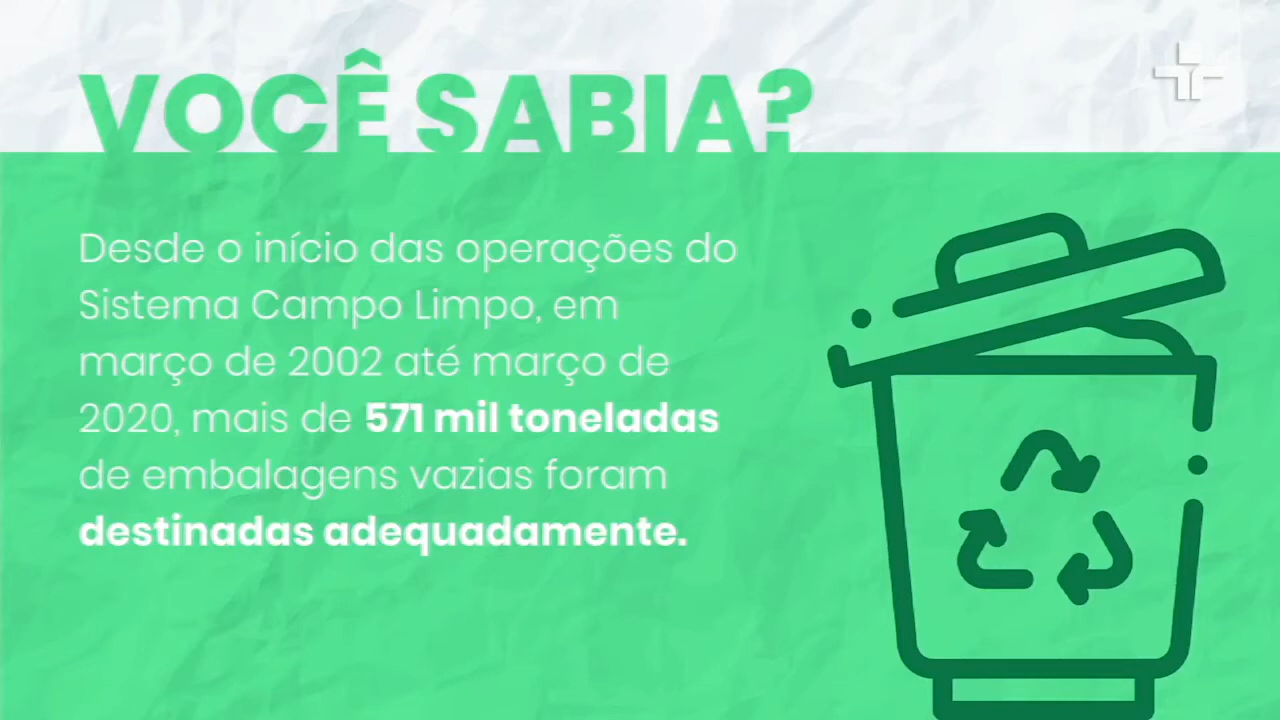 VOCÊ SABIA?
Desde o início das operações do
Sistema Campo Limpo, em
março de 2002 até março de
2020, mais de 571 mil toneladas
de embalagens vazias foram
destinadas adequadamente.